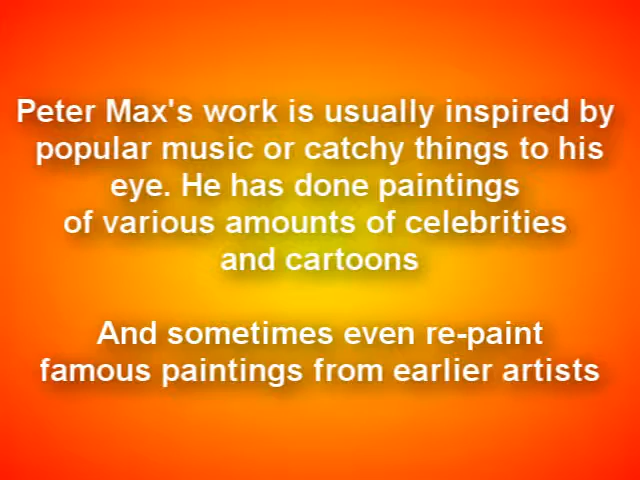 Peter Max's work is usually inspired by
popular music or catchy things to his
eye. He has done paintings
of various amounts of celebrities
and cartoons
And sometimes even re-paint
famous paintings from earlier artists